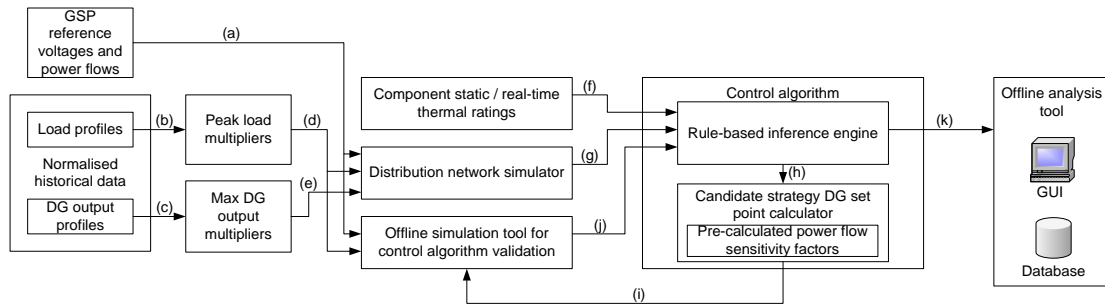 GSP
reference
voltages and
power flows
(a)
Load profiles
Normalised
historical data
DG output
profiles
(b)
(c)
Peak load
multipliers
Max DG
output
multipliers
(d)
(e)
Component static / real-time
thermal ratings
Distribution network simulator
Offline simulation tool for
control algorithm validation
(f)
(g)
(j)
Control algorithm
Rule-based inference engine
(h)
Candidate strategy DG set
point calculator
Pre-calculated power flow
sensitivity factors
(i)
(k)
Offline analysis
tool
GUI
Database